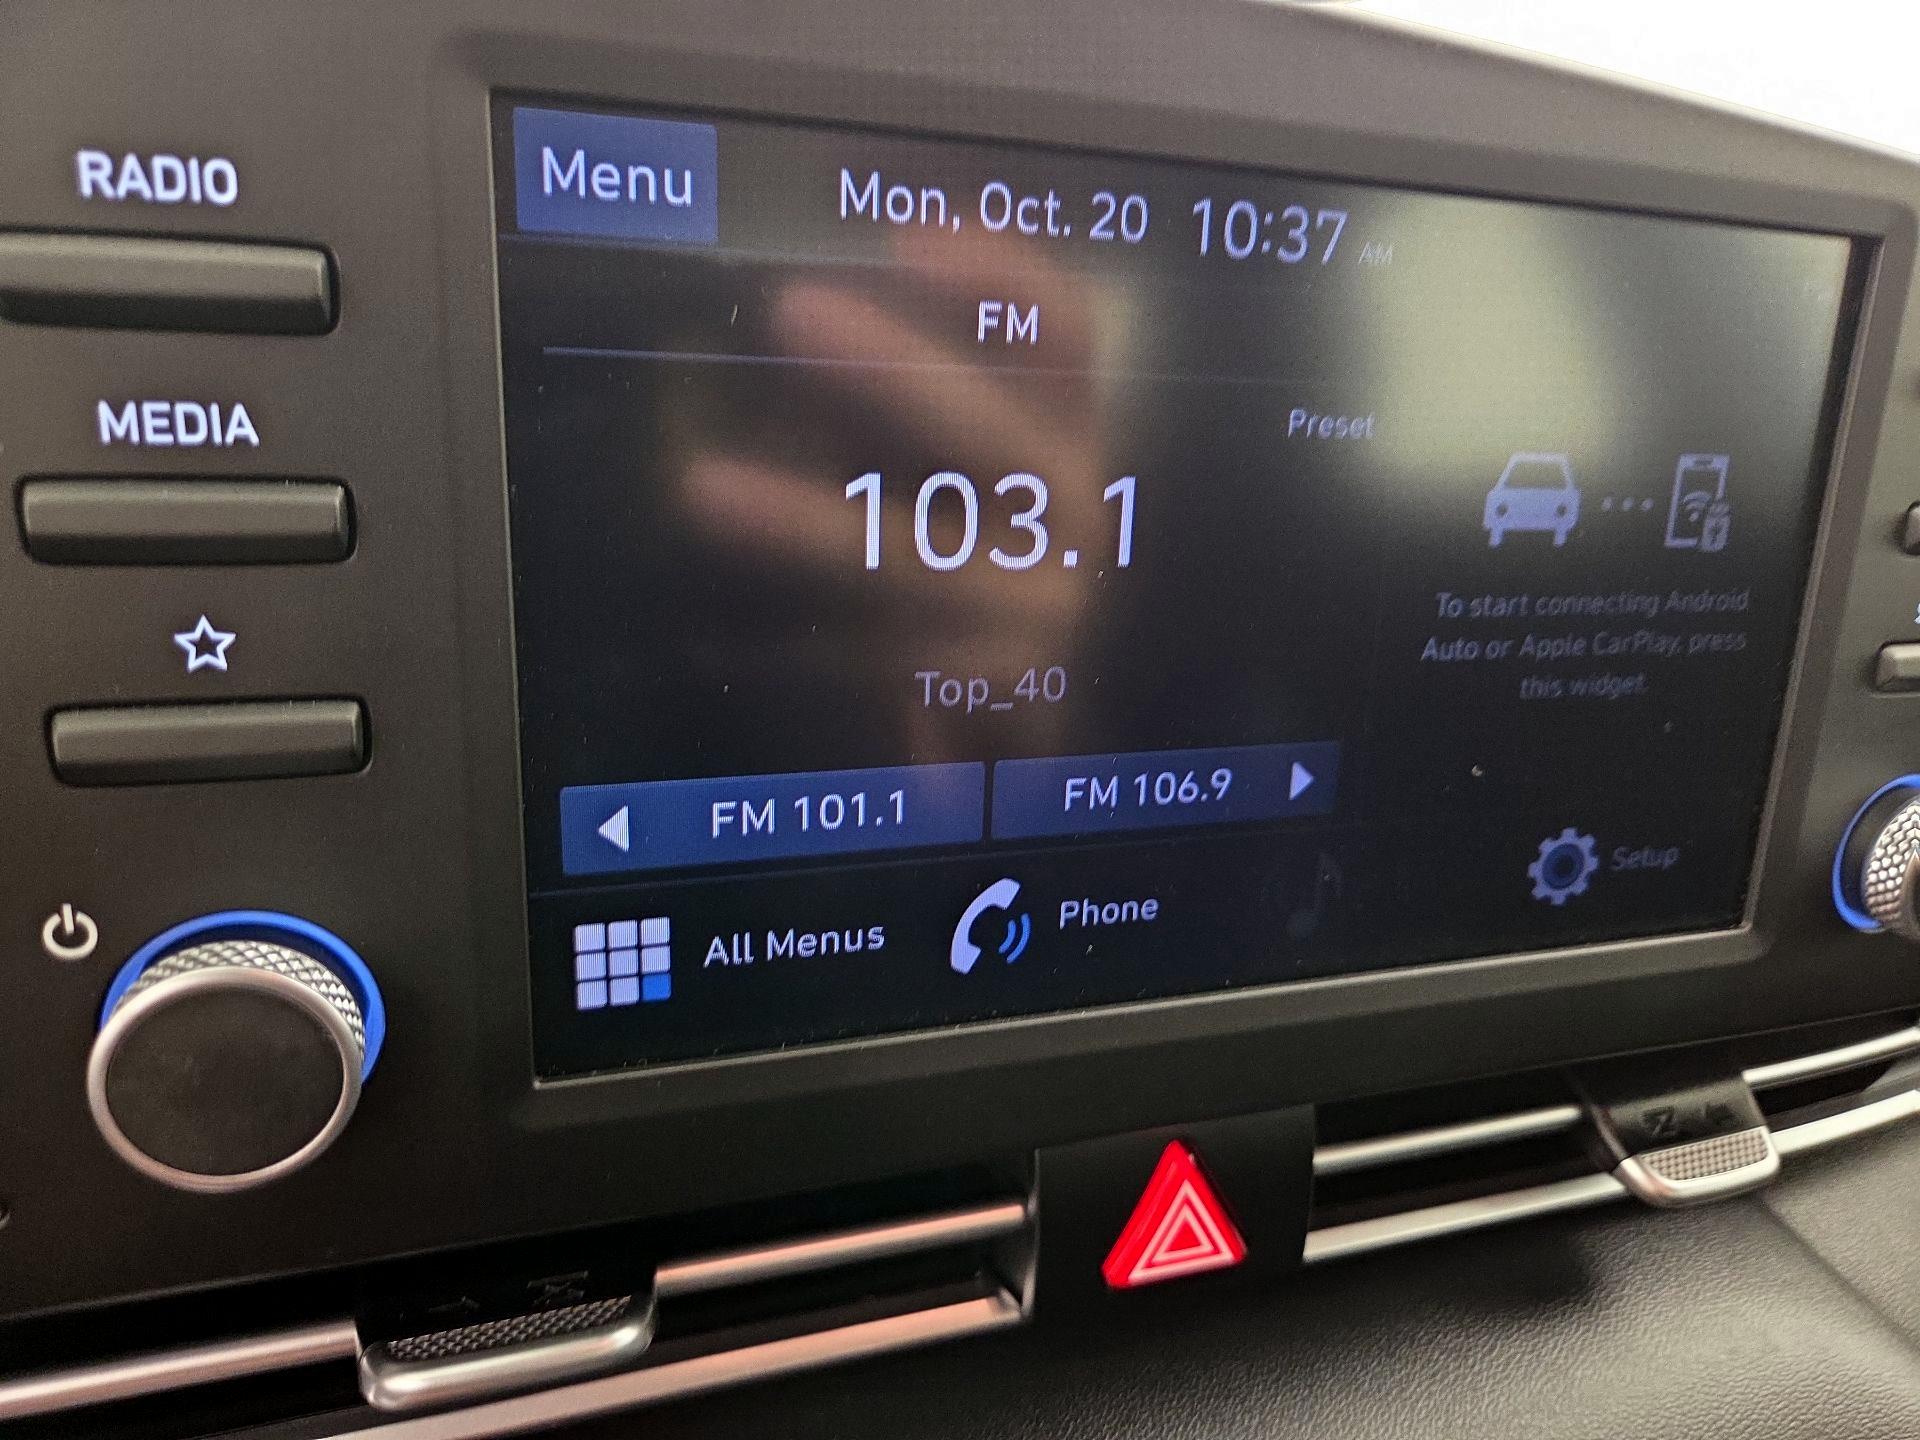 RADIO
MEDIA
Menu
Mon, Oct. 20 10:37 AM
FM
Preset
103.1
Top_40
To start connecting Android
Auto or Apple CarPlay, press
this widget.
FM 101.1
FM 106.9
All Menus
Phone
Setup